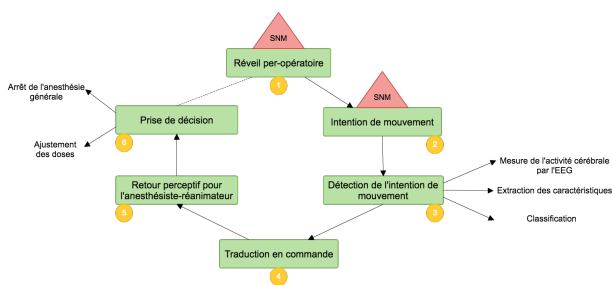 SNM
Réveil per-opératoire
1
SNM
Intention de mouvement
2
Détection de l'intention de
mouvement
3
Mesure de l'activité cérébrale
par l'EEG
Extraction des caractéristiques
Classification
Traduction en commande
4
Retour perceptif pour
l'anesthésiste-réanimateur
5
Prise de décision
6
Arrêt de l'anesthésie
générale
Ajustement
des doses